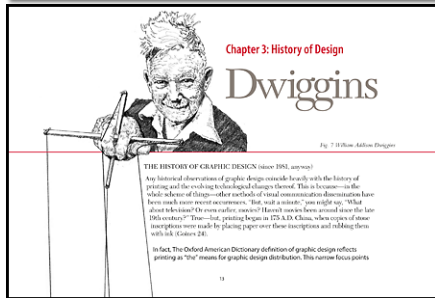 Chapter 3: History of Design
Dwiggins
Fig. 7 William Addison Dwiggins
THE HISTORY OF GRAPHIC DESIGN (since 1981, anyway)
Any historical observations of graphic design coincide heavily with the history of
printing and the evolving technological changes thereof. This is because—in the
whole scheme of things—other methods of visual communication dissemination have
been much more recent occurrences. "But, wait a minute," you might say, "What
about television? Or even earlier, movies? Haven't movies been around since the late
19th century?" True—but, printing began in 175 A.D. China, when copies of stone
inscriptions were made by placing paper over these inscriptions and rubbing them
with ink (Goines 24).
In fact, The Oxford American Dictionary definition of graphic design reflects
printing as "the" means for graphic design distribution. This narrow focus points
13